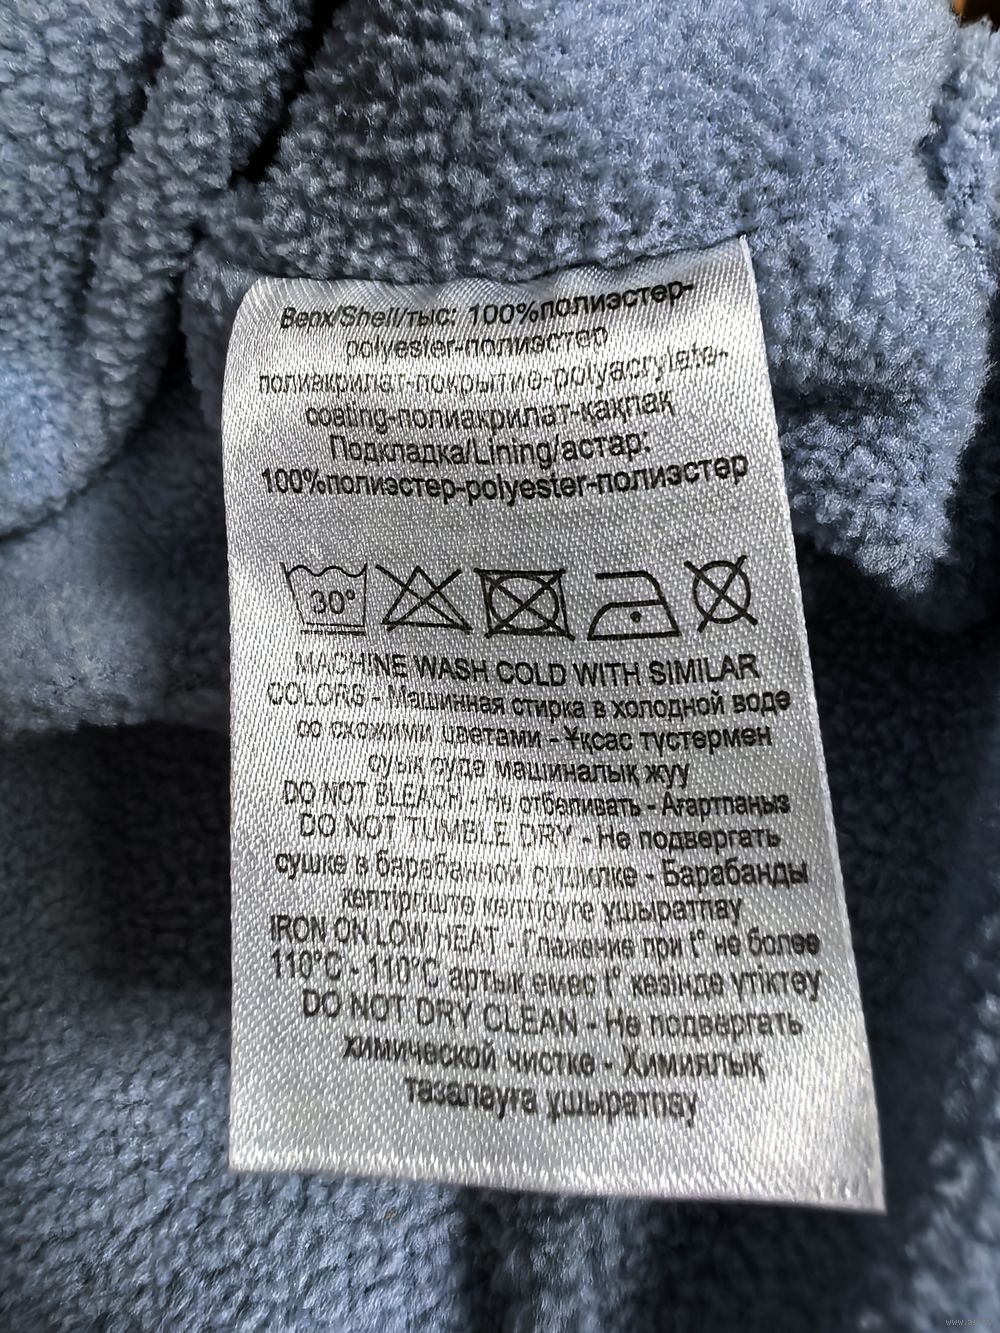 Верх/Shell/тыс: 100%полиэстер-
polyester-полиэстер
полиакрилат-покрытие-polyacrylate-
coating-полиакрилат-қақпақ
Подкладка/Lining/астар:
100%полиэстер-polyester-полиэстер
30°
MACHINE WASH COLD WITH SIMILAR
COLORS - Машинная стирка в холодной воде
со схожими цветами - Ұқсас түстермен
суық суда машиналық жуу
DO NOT BLEACH - Не отбеливать - Ағартпаңыз
DO NOT TUMBLE DRY - Не подвергать
сушке в барабанной сушилке - Барабанды
кептіргіште кептіруге ұшыратпау
IRON ON LOW HEAT - Глажение при t° не более
110°C - 110°C артық емес t° кезінде үтіктеу
DO NOT DRY CLEAN - Не подвергать
химической чистке - Химиялық
тазалауға ұшыратпау